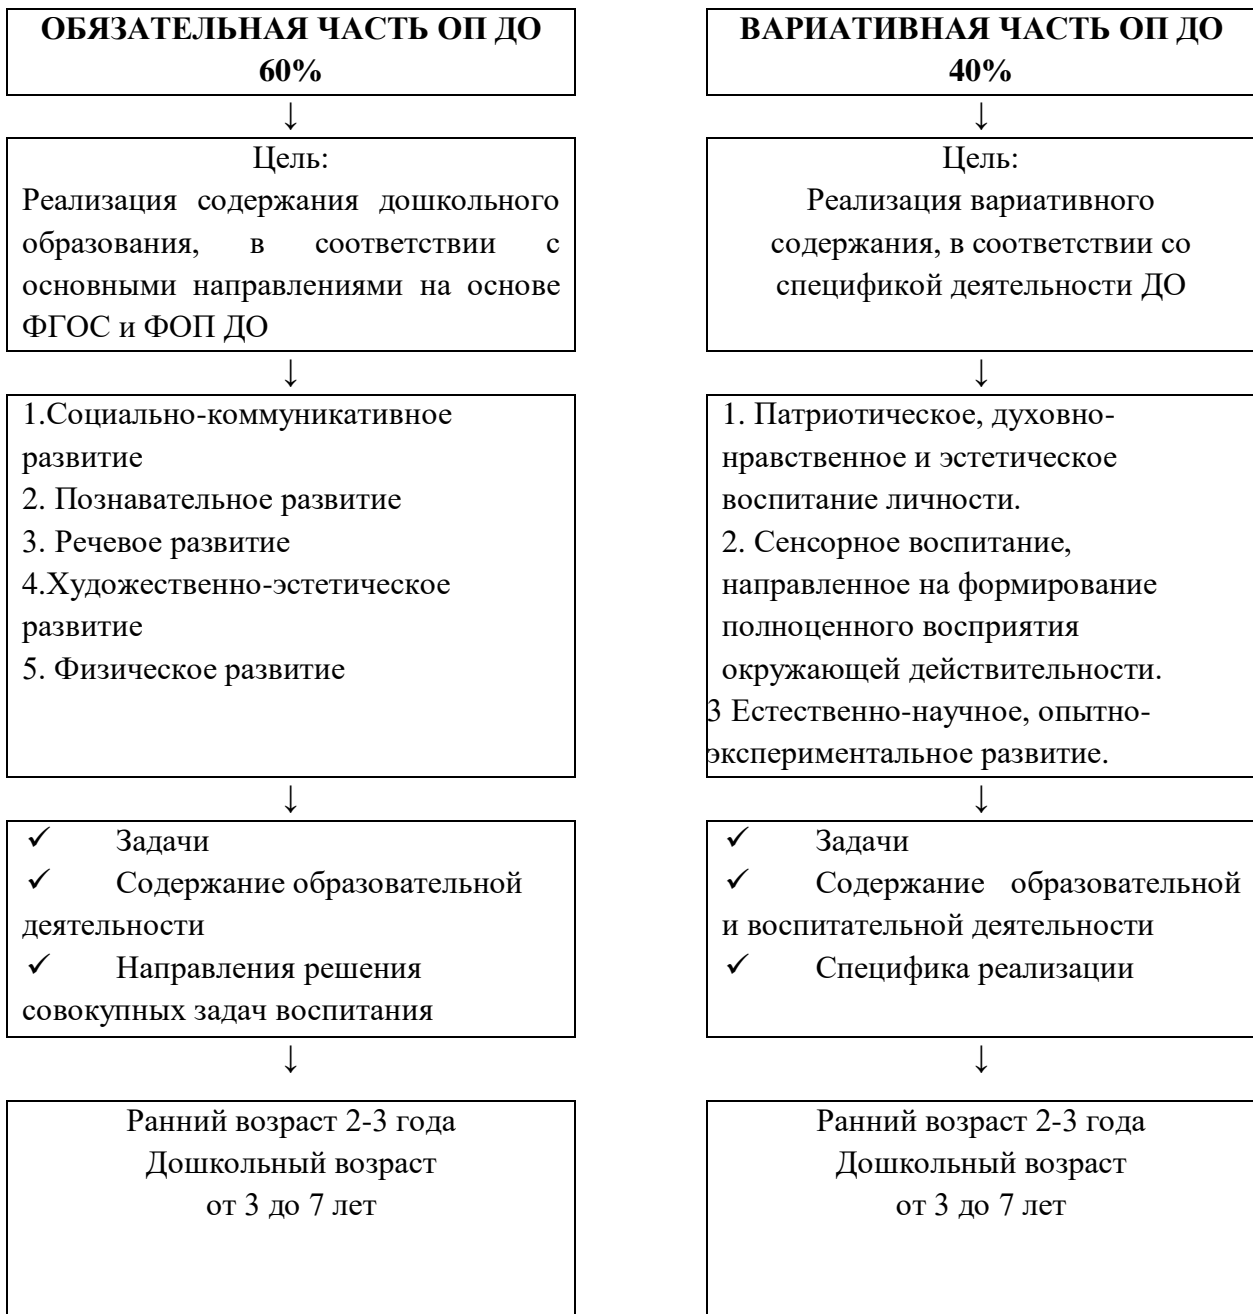 ОБЯЗАТЕЛЬНАЯ ЧАСТЬ ОП ДО
60%
↓
Цель:
Реализация содержания дошкольного
образования, в соответствии с
основными направлениями на основе
ФГОС и ФОП ДО
↓
1.Социально-коммуникативное
развитие
2. Познавательное развитие
3. Речевое развитие
4.Художественно-эстетическое
развитие
5. Физическое развитие
↓
✓ Задачи
✓ Содержание образовательной
деятельности
✓ Направления решения
совокупных задач воспитания
↓
Ранний возраст 2-3 года
Дошкольный возраст
от 3 до 7 лет
ВАРИАТИВНАЯ ЧАСТЬ ОП ДО
40%
↓
Цель:
Реализация вариативного
содержания, в соответствии со
спецификой деятельности ДО
↓
1. Патриотическое, духовно-
нравственное и эстетическое
воспитание личности.
2. Сенсорное воспитание,
направленное на формирование
полноценного восприятия
окружающей действительности.
3 Естественно-научное, опытно-
экспериментальное развитие.
↓
✓ Задачи
✓ Содержание образовательной
и воспитательной деятельности
✓ Специфика реализации
↓
Ранний возраст 2-3 года
Дошкольный возраст
от 3 до 7 лет